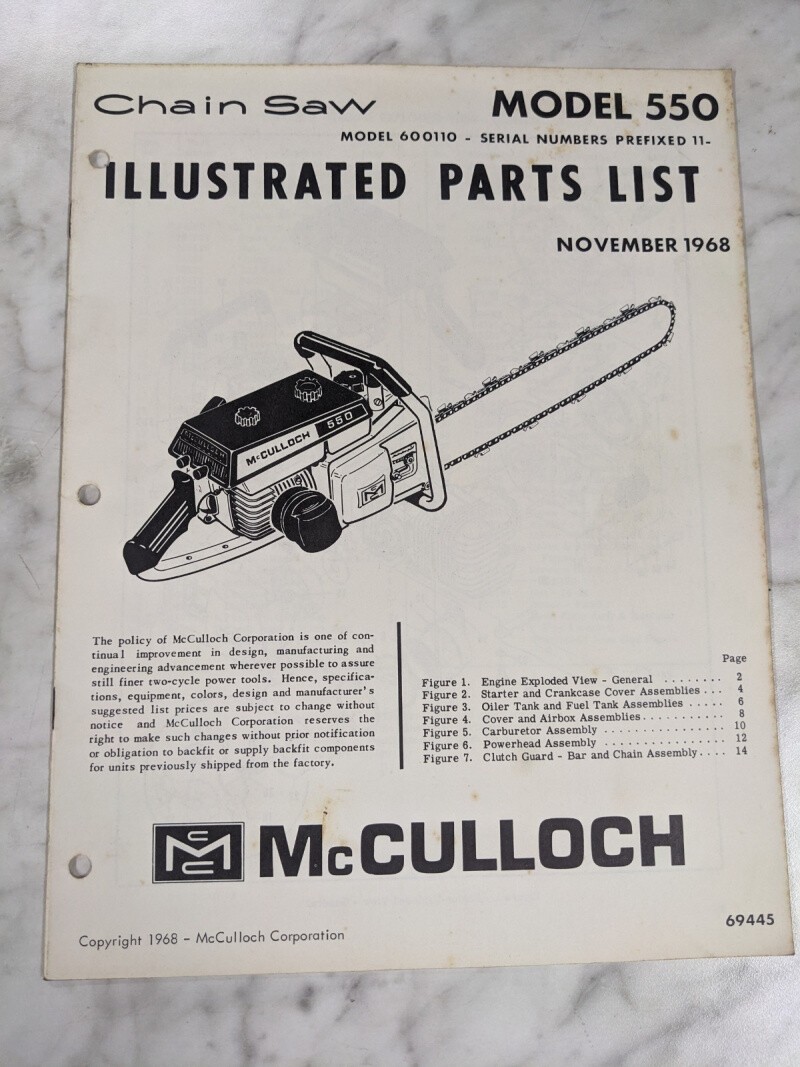 Chain Saw MODEL 550
MODEL 600110 - SERIAL NUMBERS PREFIXED 11-
ILLUSTRATED PARTS LIST
NOVEMBER 1968
McCULLOCH
McCULLOCH 550
The policy of McCulloch Corporation is one of con-
tinual improvement in design, manufacturing and
engineering advancement wherever possible to assure
still finer two-cycle power tools. Hence, specifica-
tions, equipment, colors, design and manufacturer's
suggested list prices are subject to change without
notice and McCulloch Corporation reserves the
right to make such changes without prior notification
or obligation to backfit or supply backfit components
for units previously shipped from the factory.
Page
Figure 1. Engine Exploded View - General ........ 2
Figure 2. Starter and Crankcase Cover Assemblies ... 4
Figure 3. Oiler Tank and Fuel Tank Assemblies ..... 6
Figure 4. Cover and Airbox Assemblies........... 8
Figure 5. Carburetor Assembly ................. 10
Figure 6. Powerhead Assembly ................. 12
Figure 7. Clutch Guard - Bar and Chain Assembly.... 14
McCULLOCH
69445
Copyright 1968 - McCulloch Corporation